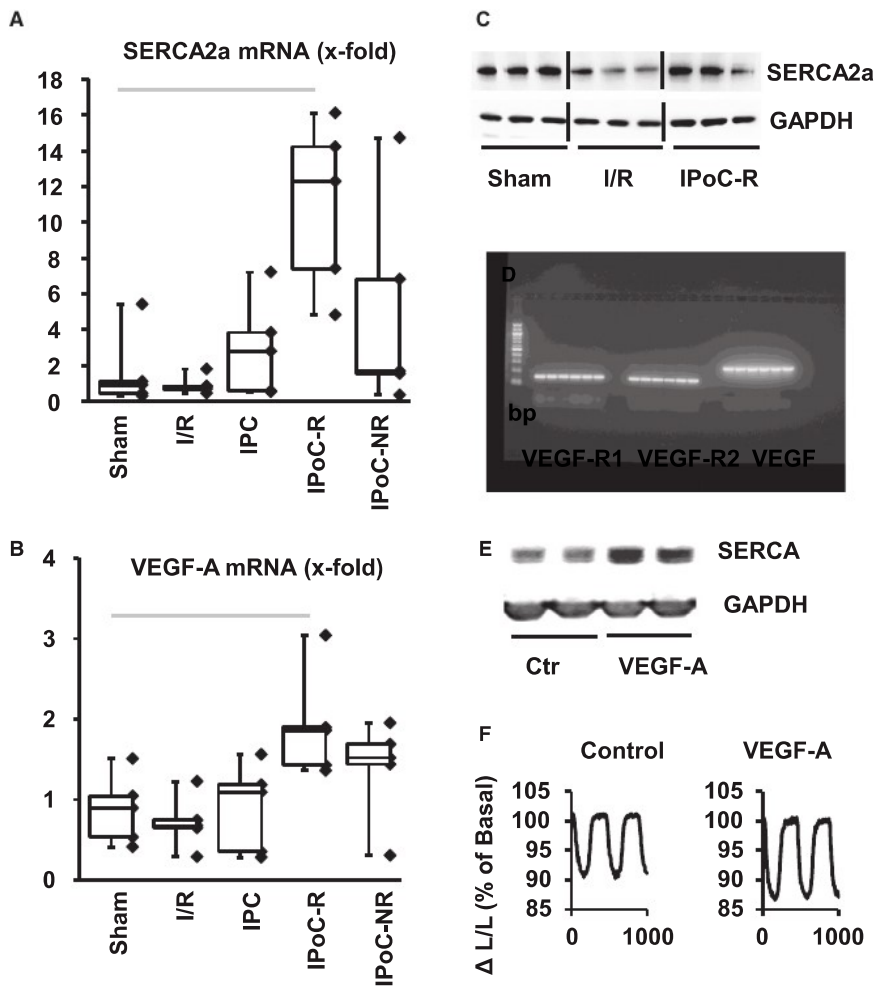 A
SERCA2a mRNA (x-fold)
18
16
14
12
10
8
6
4
2
0
Sham
I/R
IPC
IPoC-R
IPoC-NR
B
VEGF-A mRNA (x-fold)
4
3
2
1
0
Sham
I/R
IPC
IPoC-R
IPoC-NR
C
SERCA2a
GAPDH
Sham I/R IPoC-R
D
bp
VEGF-R1 VEGF-R2 VEGF
E
SERCA
GAPDH
Ctr VEGF-A
F
Control VEGF-A
Δ L/L (% of Basal)
105
100
95
90
85
0 1000
105
100
95
90
85
0 1000